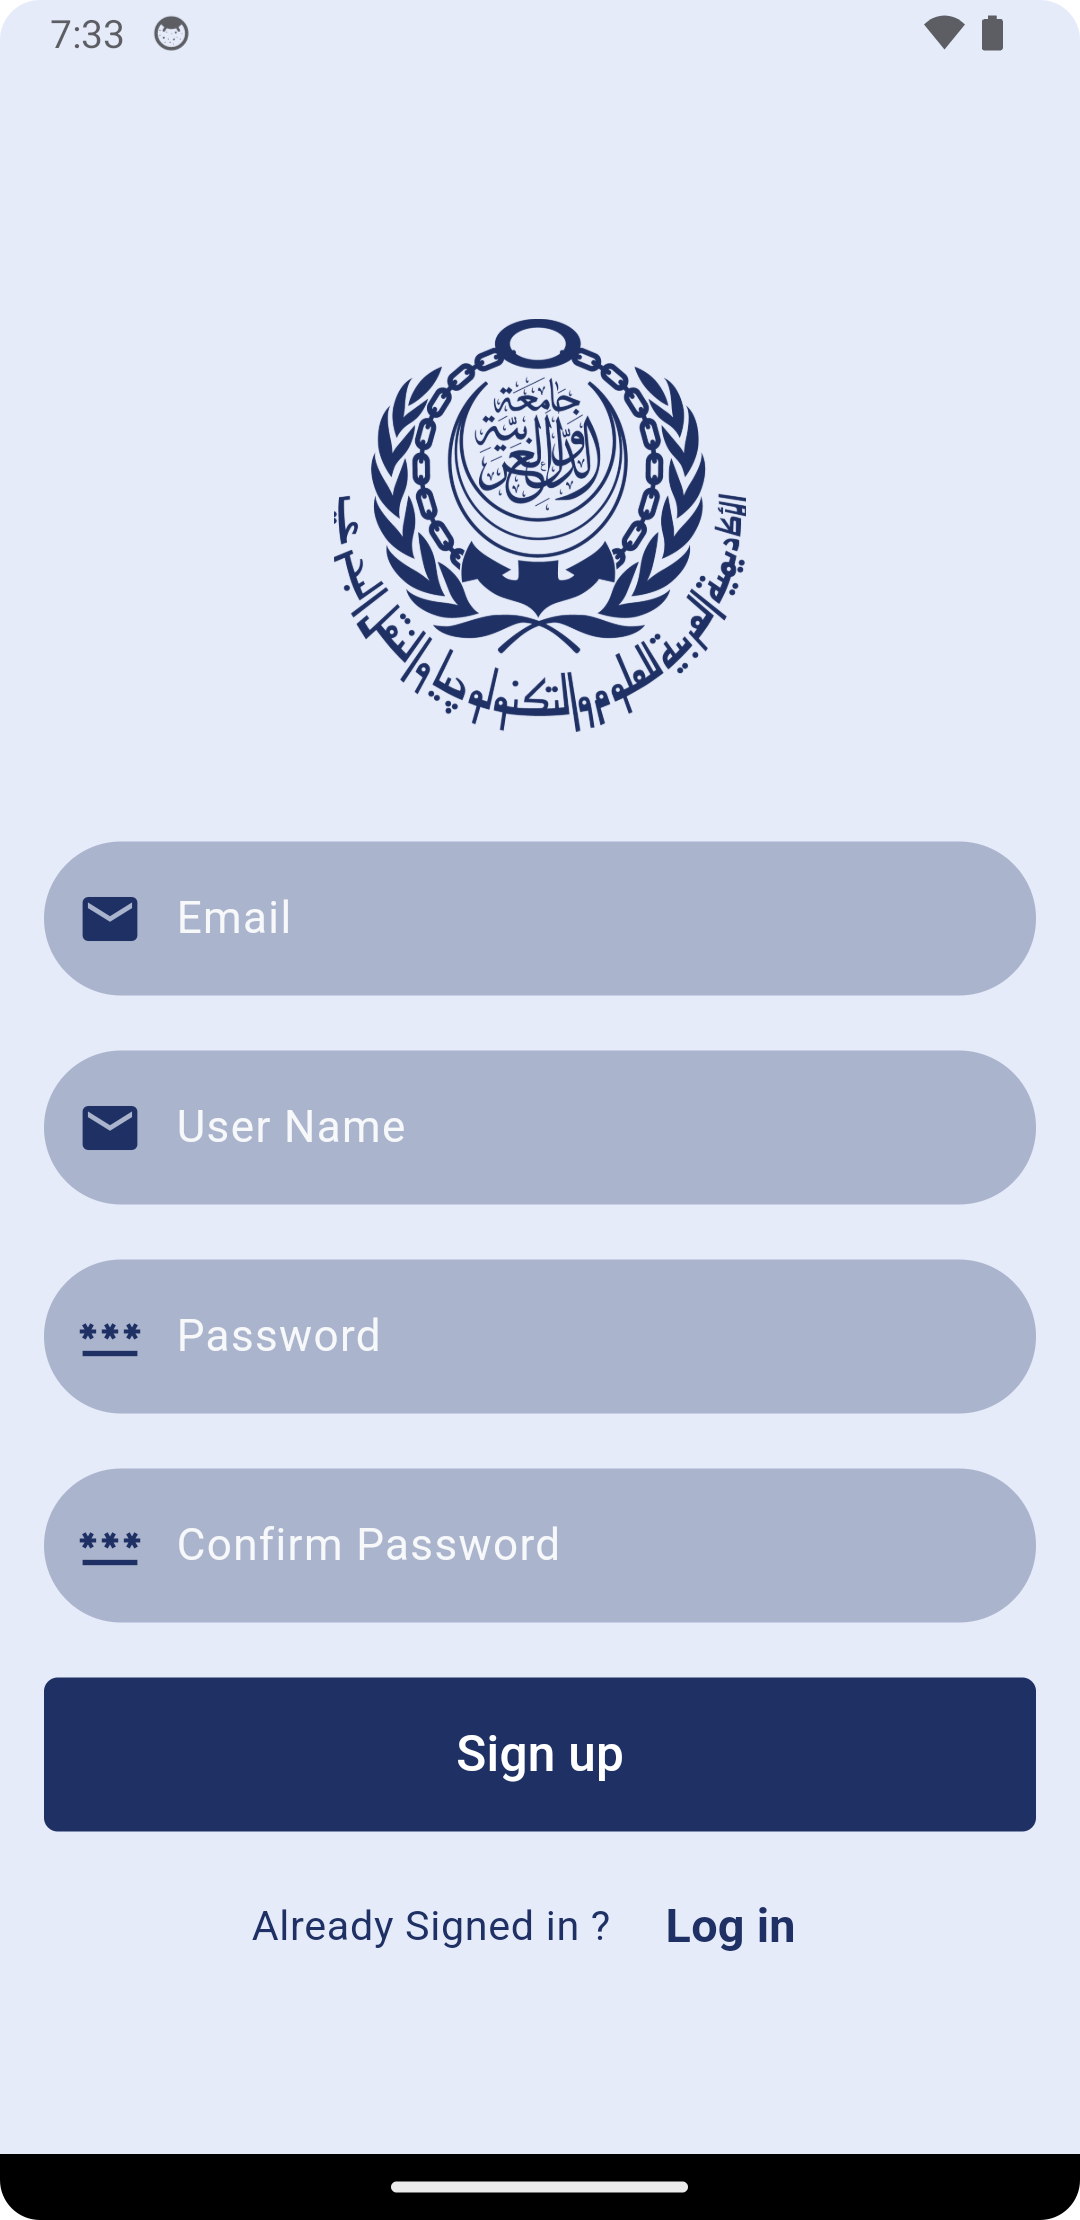 7:33
جامعة
الدول
العربية
الأكاديمية العربية للعلوم والتكنولوجيا والنقل البحري
Email
User Name
Password
Confirm Password
Sign up
Already Signed in ? Log in